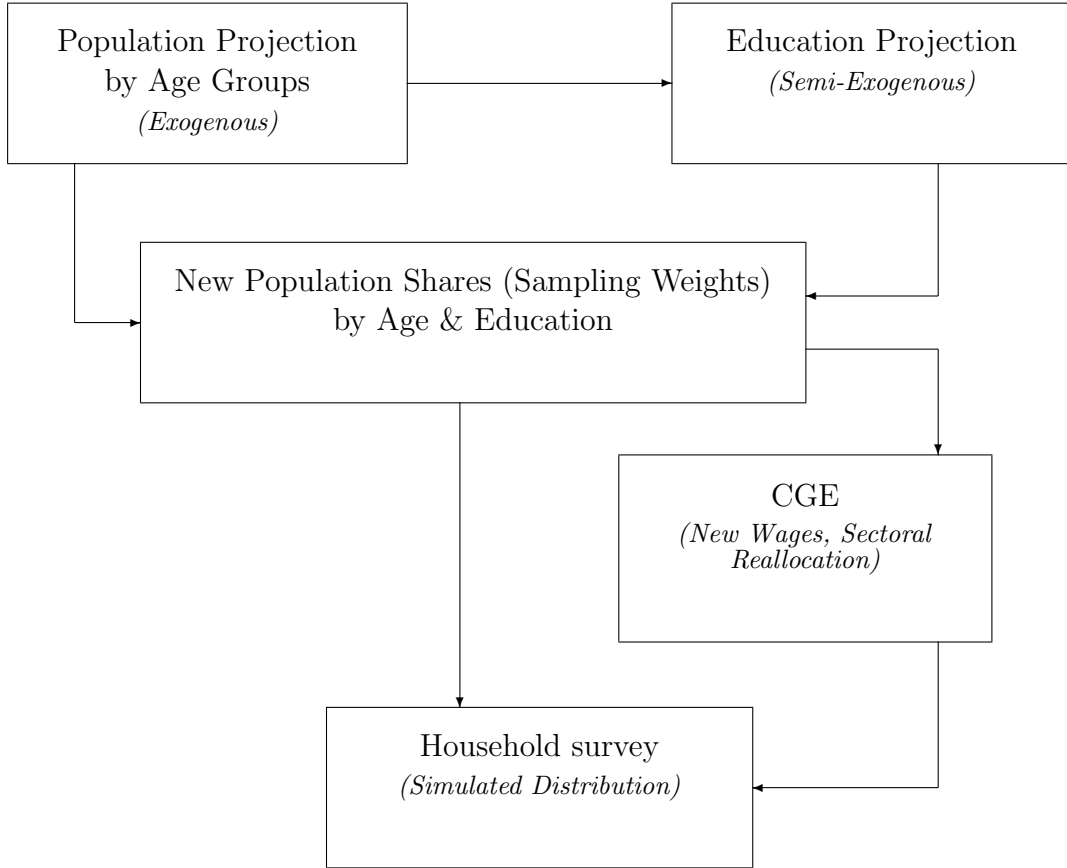 Population Projection
by Age Groups
(Exogenous)
Education Projection
(Semi-Exogenous)
New Population Shares (Sampling Weights)
by Age & Education
CGE
(New Wages, Sectoral
Reallocation)
Household survey
(Simulated Distribution)